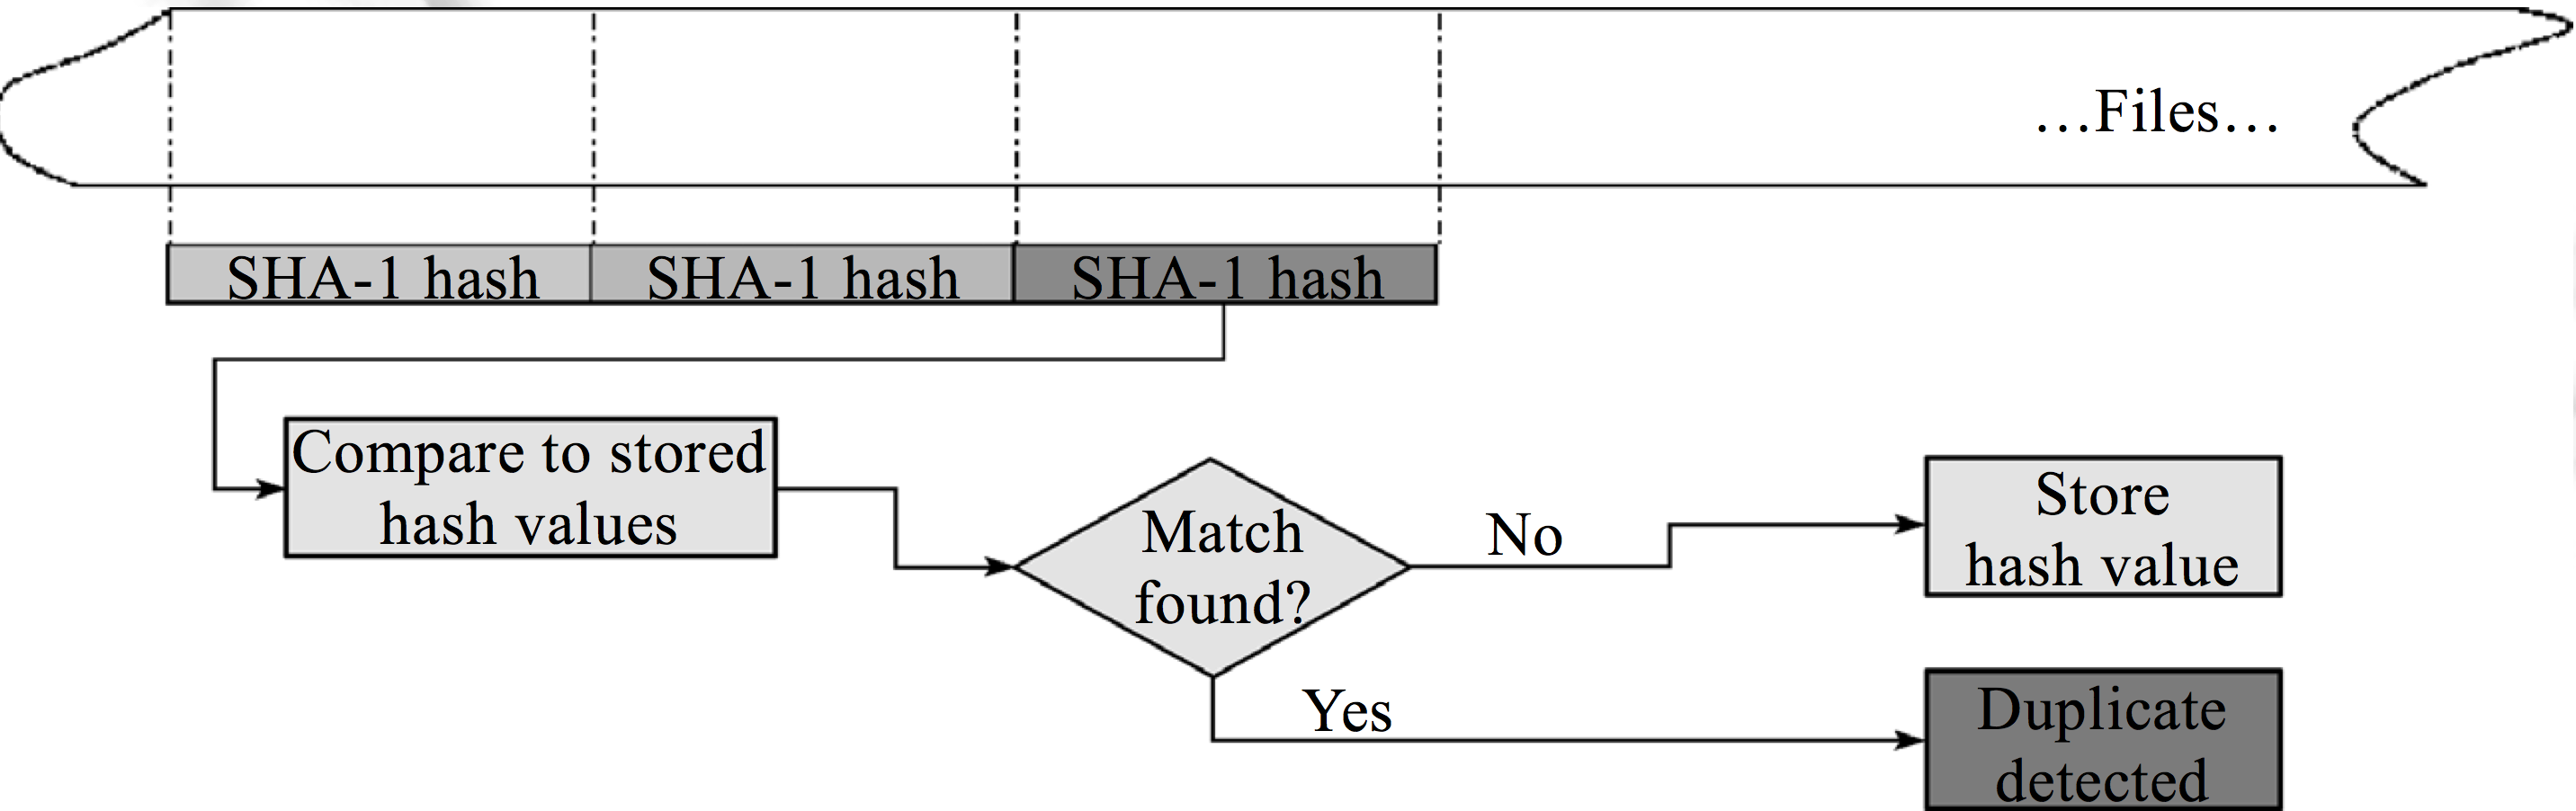 …Files…
SHA-1 hash
SHA-1 hash
SHA-1 hash
Compare to stored
hash values
Match
found?
No
Store
hash value
Yes
Duplicate
detected